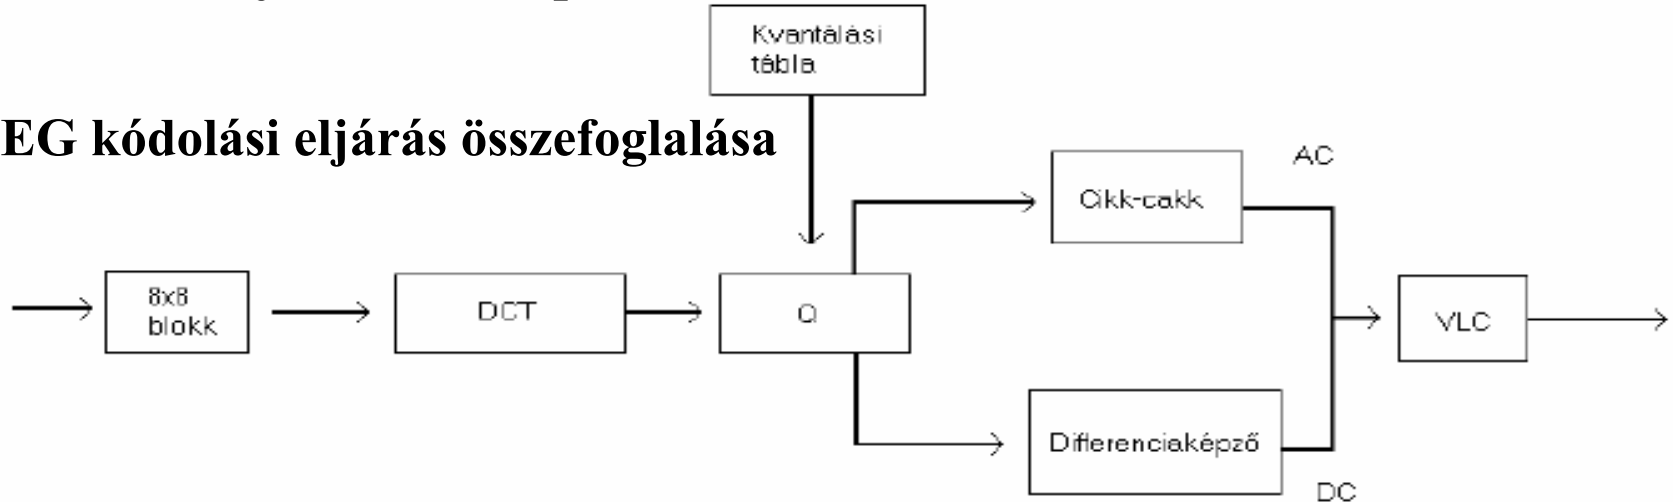 Kvantálási
tábla
EG kódolási eljárás összefoglalása
AC
Cikk-cakk
8x8
blokk
DCT
Q
VLC
Differenciaképző
DC